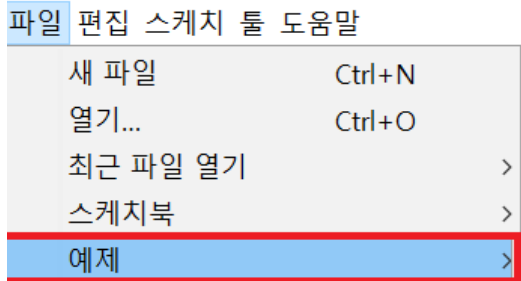 파일 편집 스케치 툴 도움말
새 파일 Ctrl+N
열기... Ctrl+O
최근 파일 열기 >
스케치북 >
예제 >